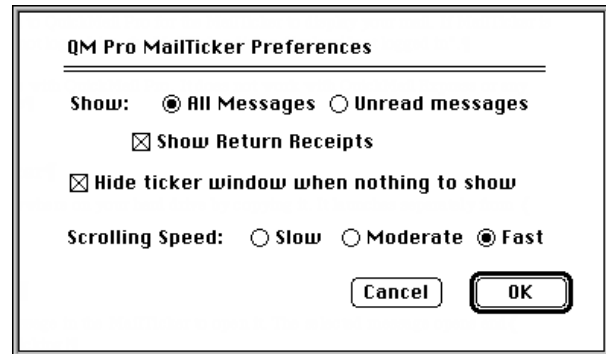 QM Pro MailTicker Preferences
Show: All Messages Unread messages
Show Return Receipts
Hide ticker window when nothing to show
Scrolling Speed: Slow Moderate Fast
Cancel OK